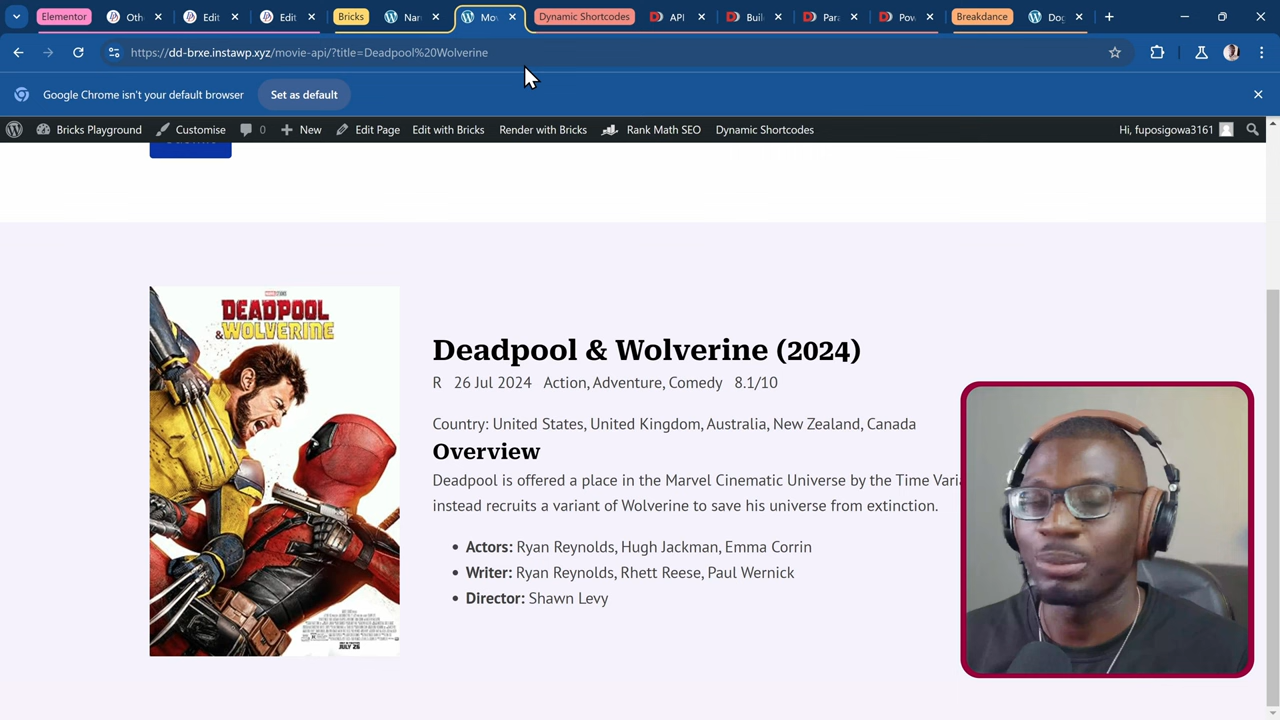 Elementor
Oth
Edit
Edit
Bricks
Nar
Mov
Dynamic Shortcodes
API
Buil
Para
Pow
Breakdance
Dog
https://dd-brxe.instawp.xyz/movie-api/?title=Deadpool%20Wolverine
Google Chrome isn't your default browser
Set as default
Bricks Playground
Customise
0
New
Edit Page
Edit with Bricks
Render with Bricks
Rank Math SEO
Dynamic Shortcodes
Hi, fuposigowa3161
DEADPOOL
& WOLVERINE
JULY 26
Deadpool & Wolverine (2024)
R 26 Jul 2024 Action, Adventure, Comedy 8.1/10
Country: United States, United Kingdom, Australia, New Zealand, Canada
Overview
Deadpool is offered a place in the Marvel Cinematic Universe by the Time Varia
instead recruits a variant of Wolverine to save his universe from extinction.
• Actors: Ryan Reynolds, Hugh Jackman, Emma Corrin
• Writer: Ryan Reynolds, Rhett Reese, Paul Wernick
• Director: Shawn Levy